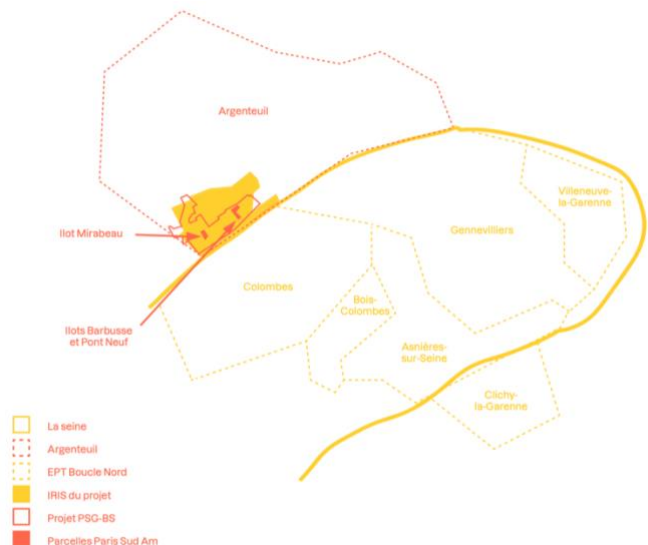 Argenteuil
Villeneuve-
la-Garenne
Ilot Mirabeau
Gennevilliers
Colombes
Bois-
Colombes
Ilots Barbusse
et Pont Neuf
Asnières-
sur-Seine
Clichy-
la-Garenne
La seine
Argenteuil
EPT Boucle Nord
IRIS du projet
Projet PSG-BS
Parcelles Paris Sud Am